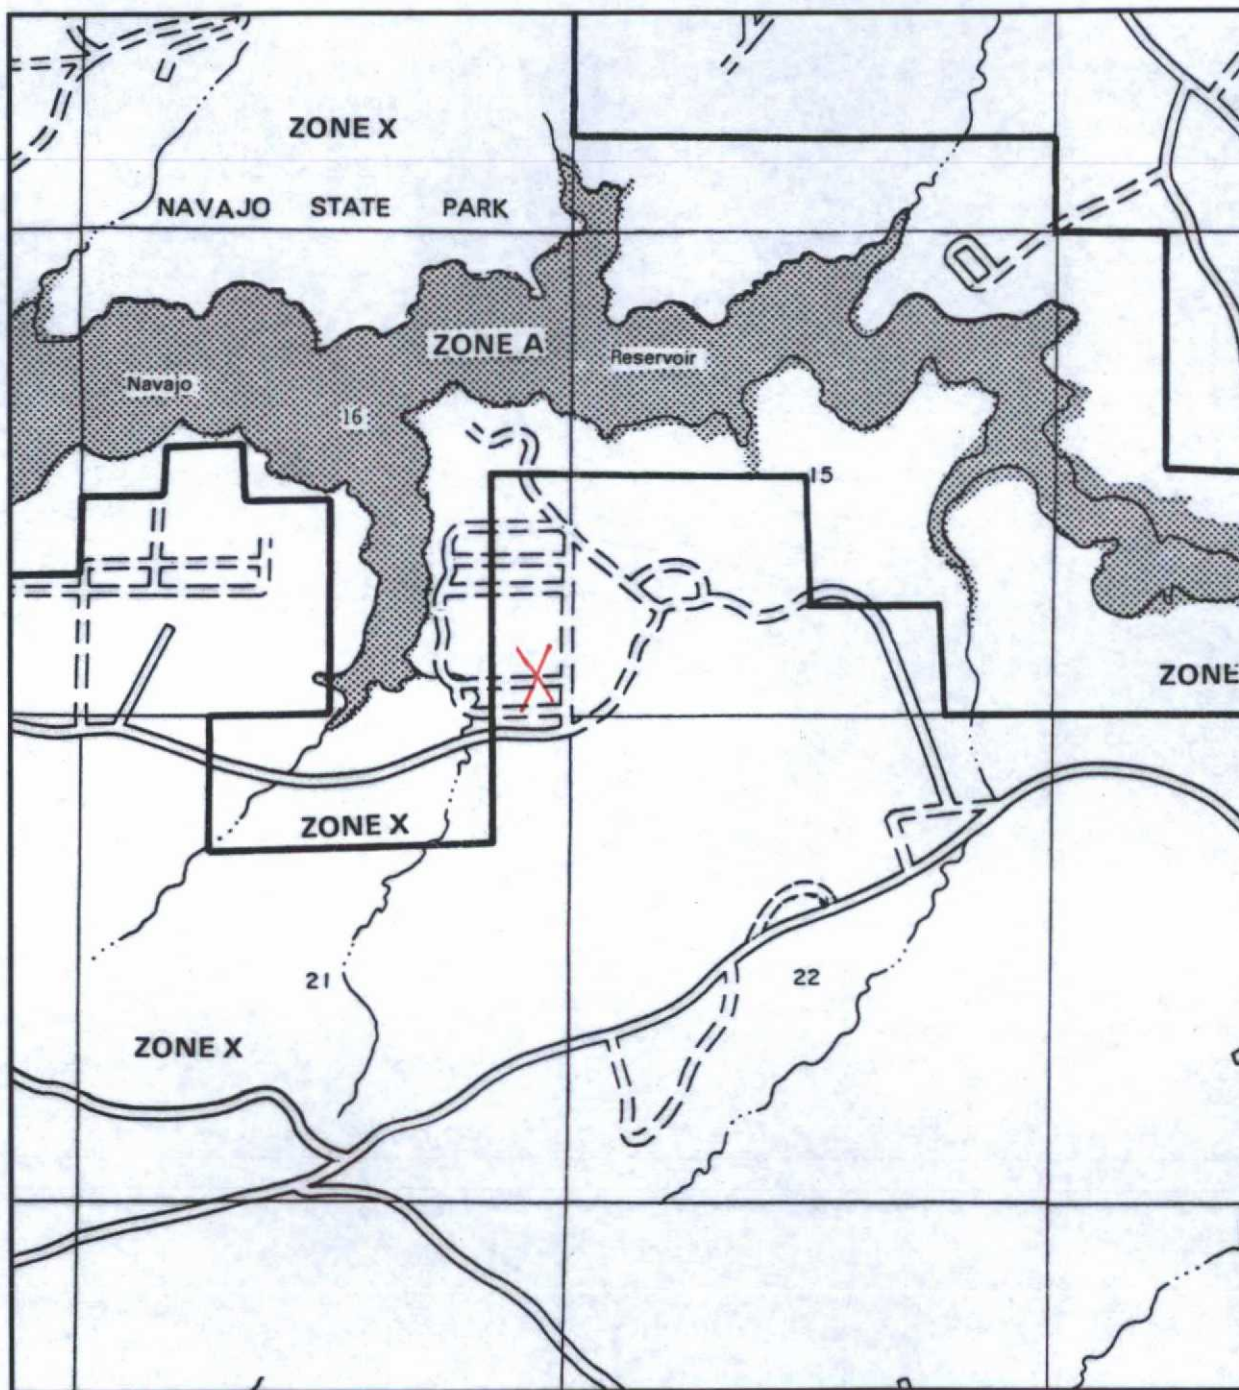 ZONE X
NAVAJO STATE PARK
ZONE A
Reservoir
Navajo
16
15
ZONE
ZONE X
21
22
ZONE X